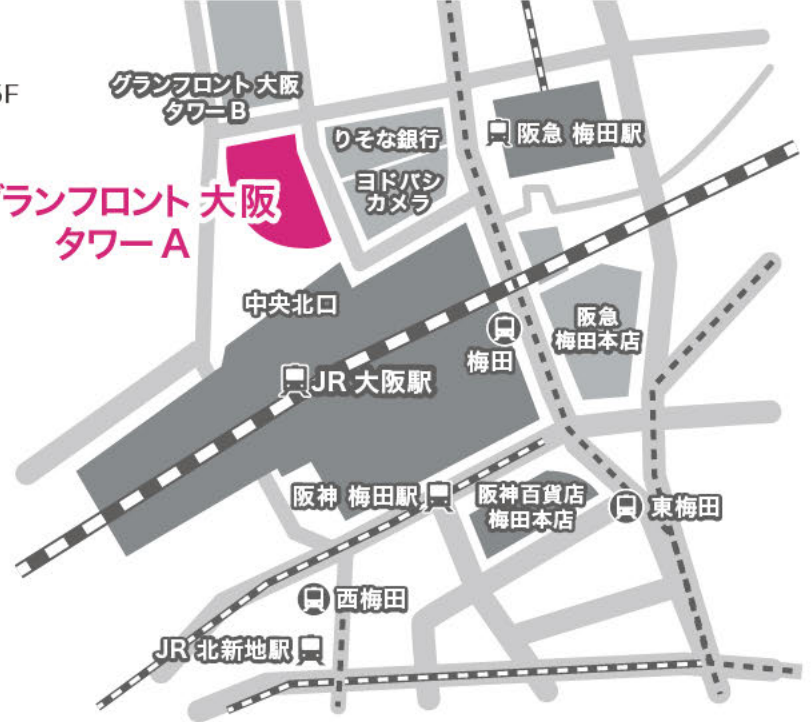 5F
グランフロント 大阪
タワー B
りそな銀行
阪急 梅田駅
ヨドバシ
カメラ
グランフロント 大阪
タワー A
中央北口
阪急
梅田本店
梅田
JR 大阪駅
阪神 梅田駅
阪神百貨店
梅田本店
東梅田
西梅田
JR 北新地駅